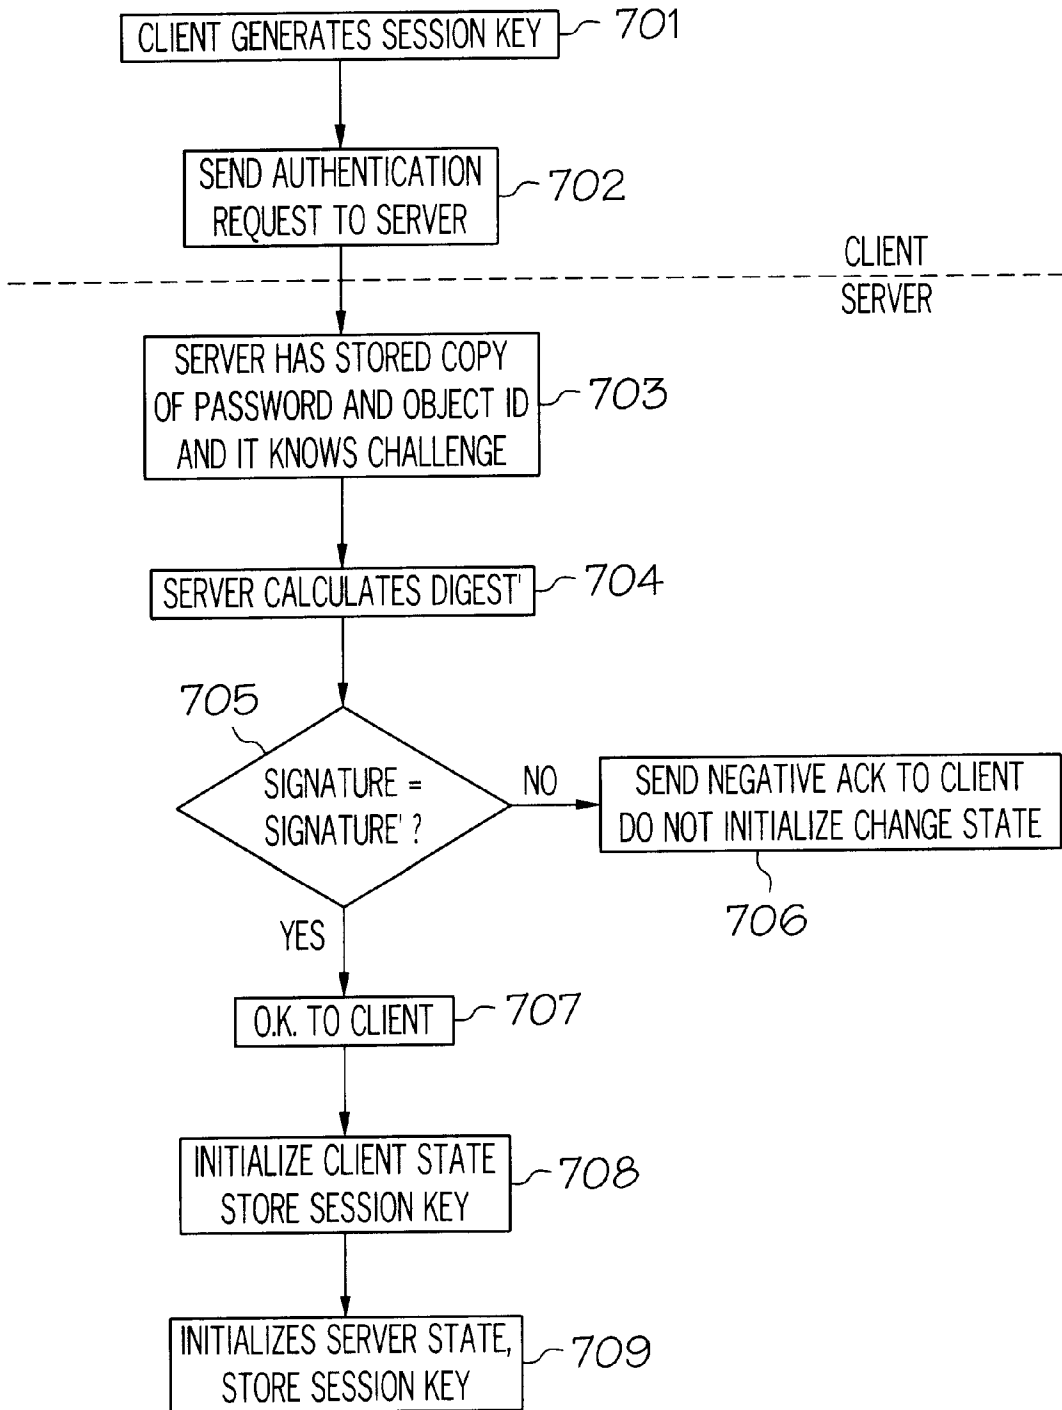 CLIENT GENERATES SESSION KEY
701
SEND AUTHENTICATION
REQUEST TO SERVER
702
CLIENT
SERVER
SERVER HAS STORED COPY
OF PASSWORD AND OBJECT ID
AND IT KNOWS CHALLENGE
703
SERVER CALCULATES DIGEST'
704
705
SIGNATURE =
SIGNATURE' ?
NO
SEND NEGATIVE ACK TO CLIENT
DO NOT INITIALIZE CHANGE STATE
706
YES
O.K. TO CLIENT
707
INITIALIZE CLIENT STATE
STORE SESSION KEY
708
INITIALIZES SERVER STATE,
STORE SESSION KEY
709